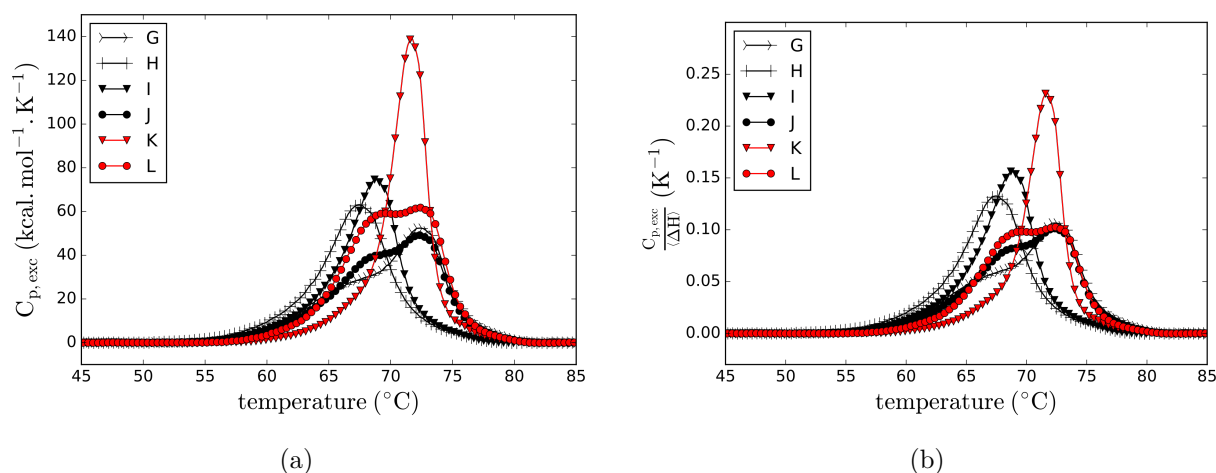 140
120
100
80
60
40
20
0
C_{p,exc} (kcal.mol^{-1}.K^{-1})
G
H
I
J
K
L
45 50 55 60 65 70 75 80 85
temperature (°C)
(a)
0.25
0.20
0.15
0.10
0.05
0.00
C_{p,exc}/⟨ΔH⟩ (K^{-1})
G
H
I
J
K
L
45 50 55 60 65 70 75 80 85
temperature (°C)
(b)